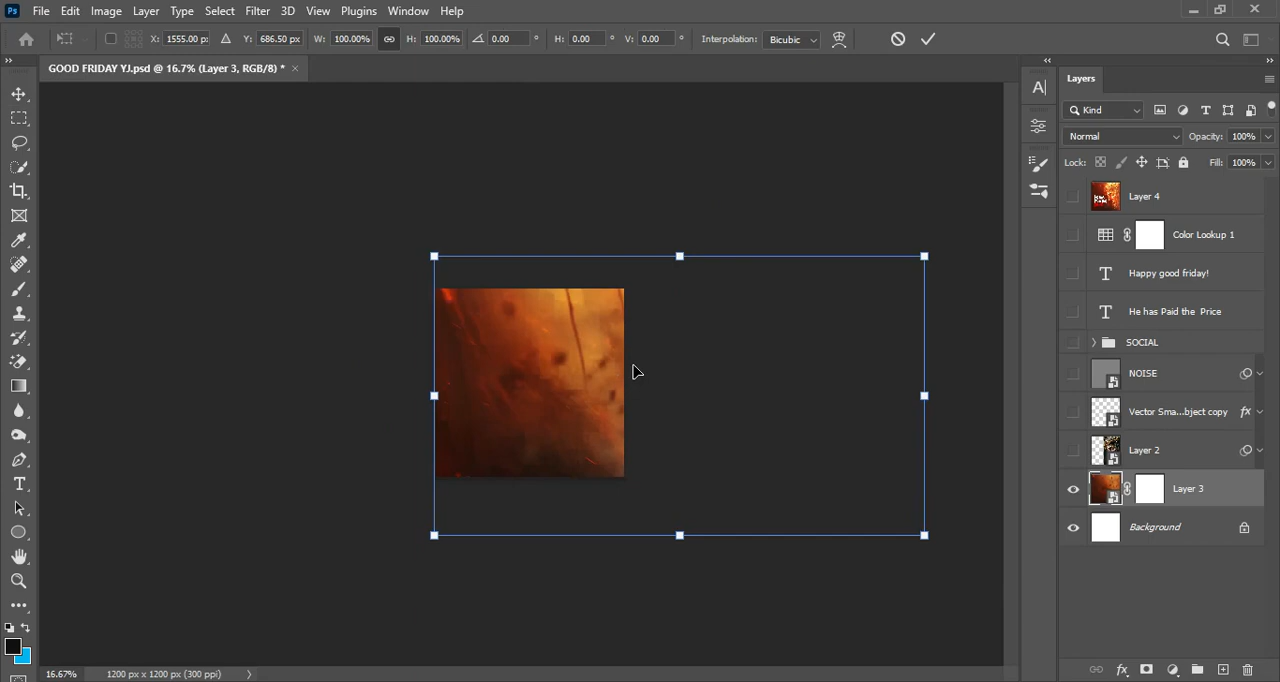 Ps File Edit Image Layer Type Select Filter 3D View Plugins Window Help
X: 1555.00 px Y: 686.50 px W: 100.00% H: 100.00% 0.00 ° H: 0.00 ° V: 0.00 ° Interpolation: Bicubic
GOOD FRIDAY YJ.psd @ 16.7% (Layer 3, RGB/8) * ×
Layers
Kind
Normal Opacity: 100%
Lock: Fill: 100%
Layer 4
Color Lookup 1
Happy good friday!
He has Paid the Price
SOCIAL
NOISE
Vector Sma...bject copy fx
Layer 2
Layer 3
Background
16.67% 1200 px x 1200 px (300 ppi)